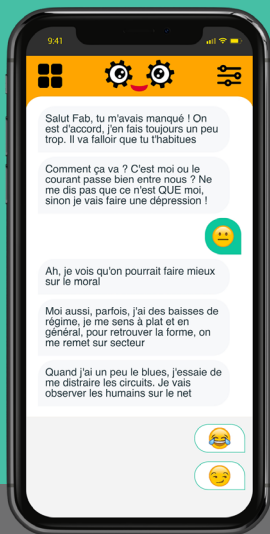 9:41
Salut Fab, tu m'avais manqué ! On
est d'accord, j'en fais toujours un peu
trop. Il va falloir que tu t'habitues
Comment ça va ? C'est moi ou le
courant passe bien entre nous ? Ne
me dis pas que ce n'est QUE moi,
sinon je vais faire une dépression !
Ah, je vois qu'on pourrait faire mieux
sur le moral
Moi aussi, parfois, j'ai des baisses de
régime, je me sens à plat et en
général, pour retrouver la forme, on
me remet sur secteur
Quand j'ai un peu le blues, j'essaie de
me distraire les circuits. Je vais
observer les humains sur le net